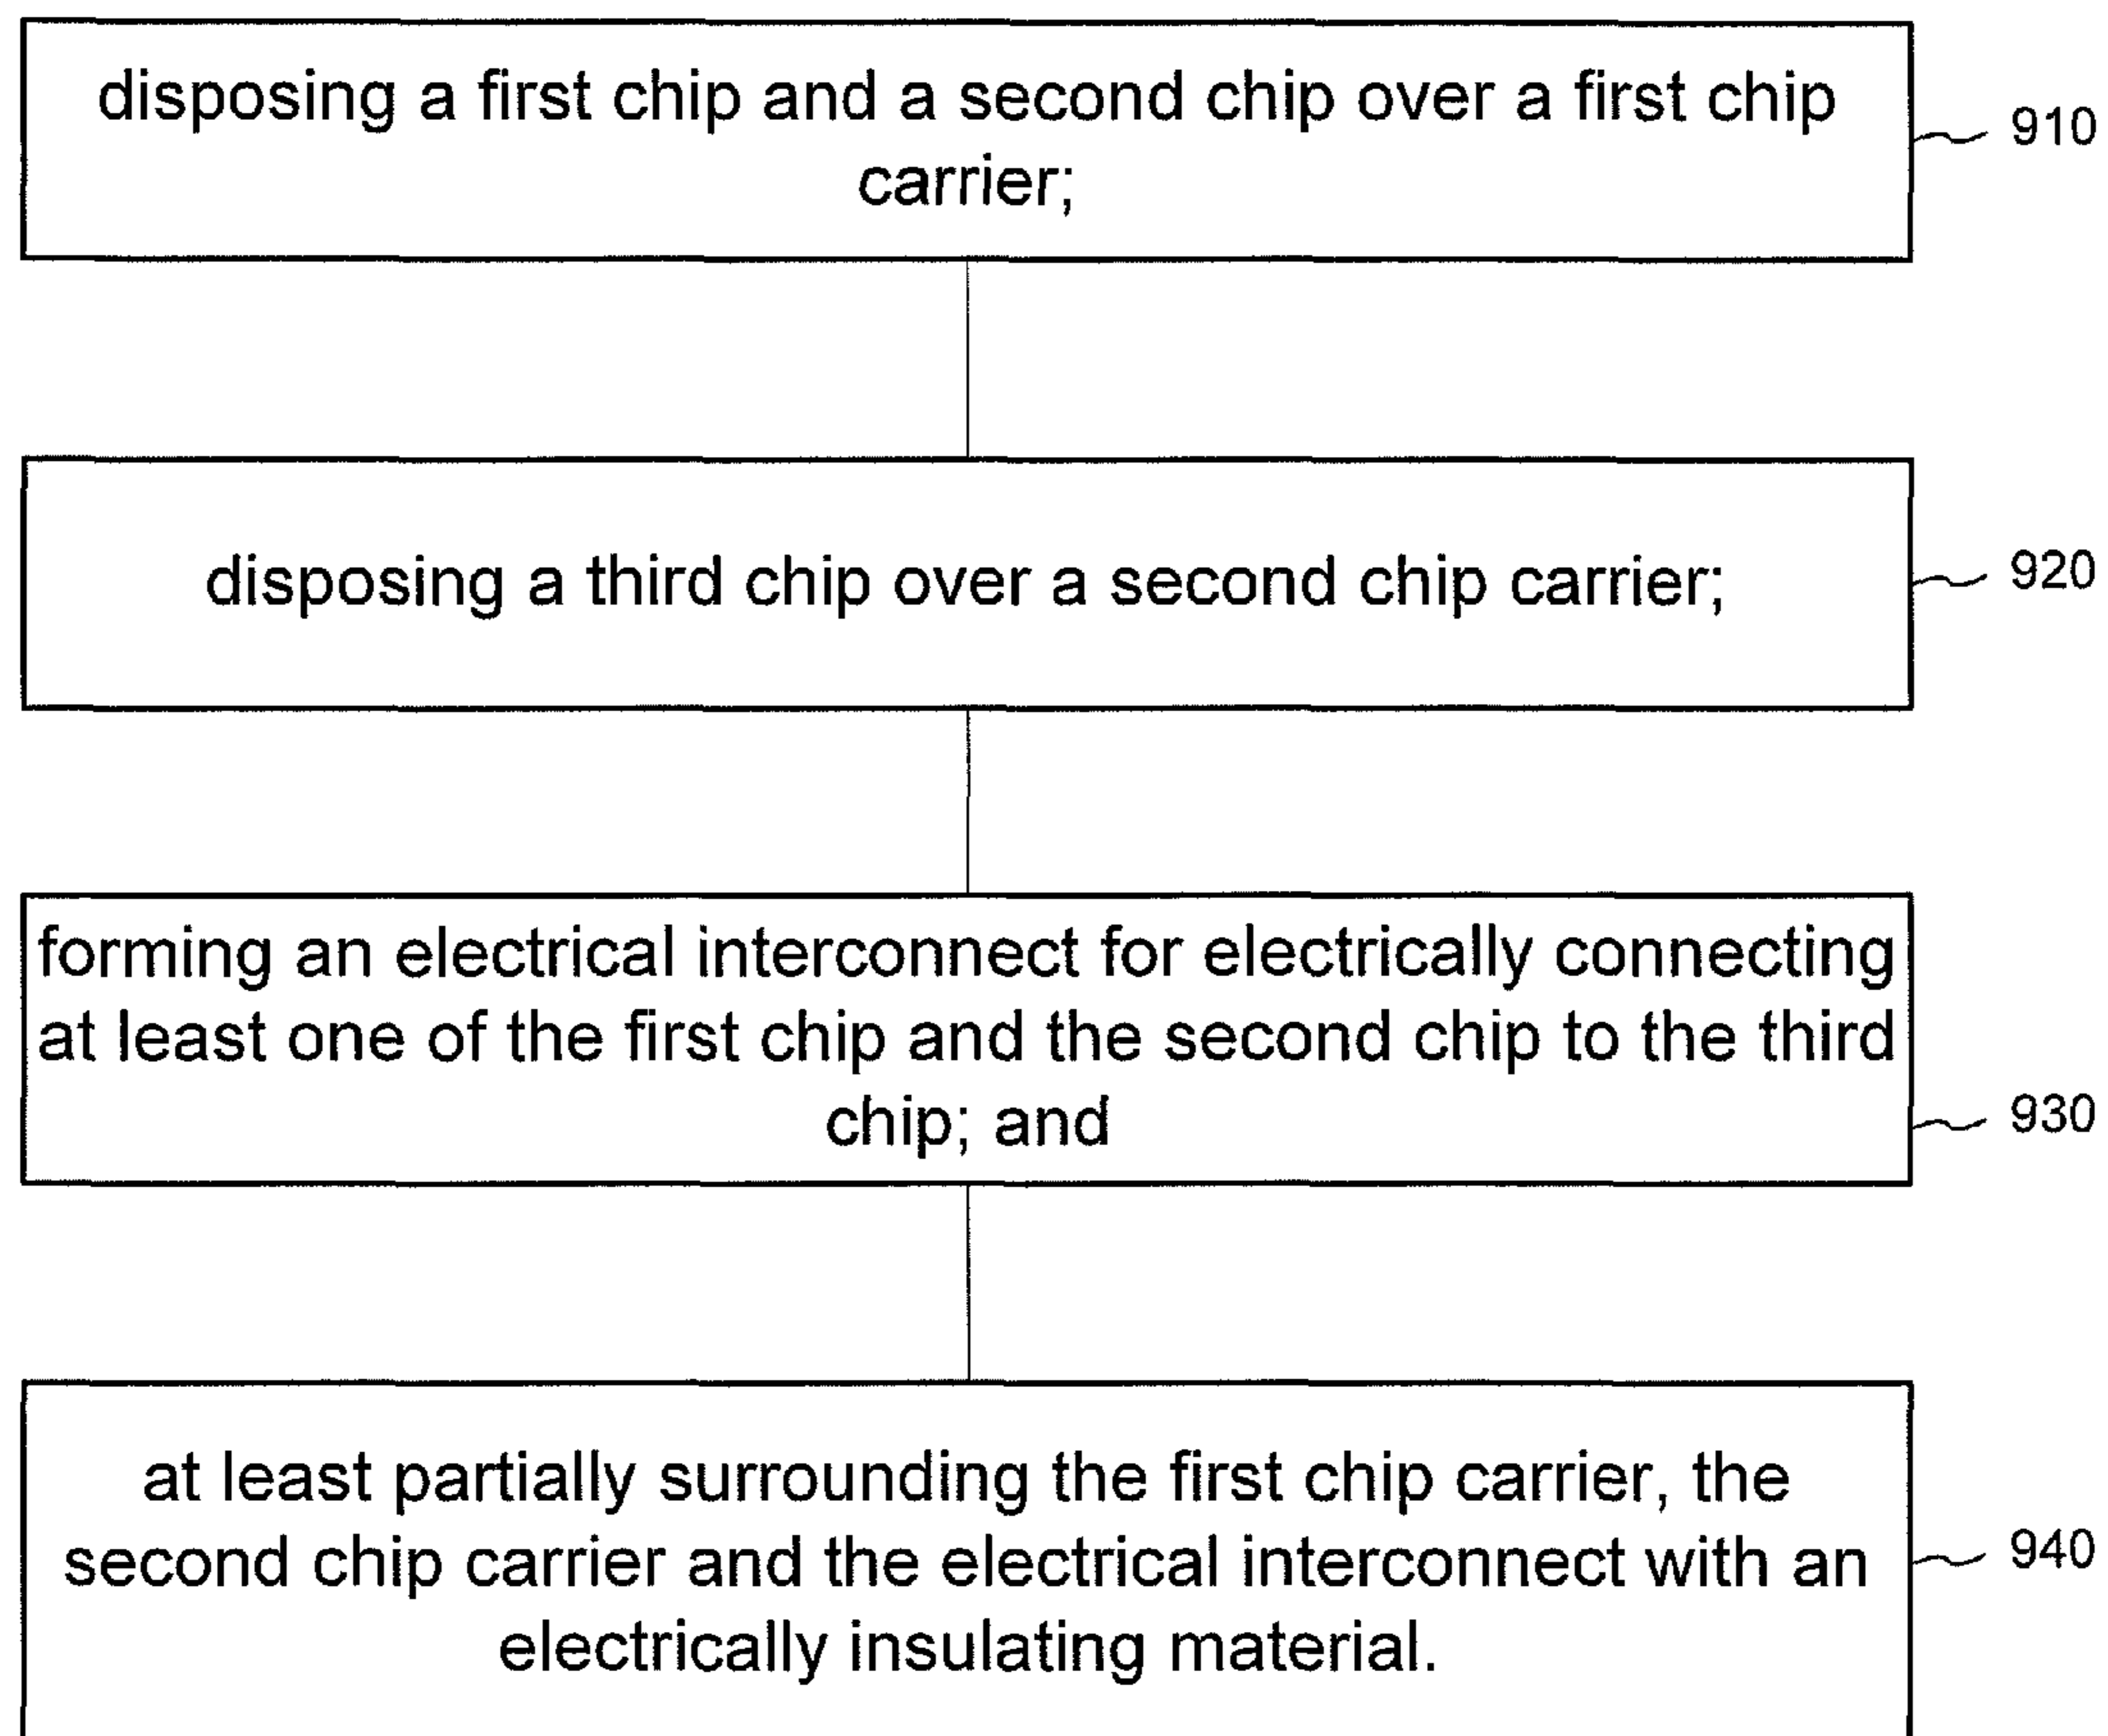 disposing a first chip and a second chip over a first chip
carrier;
910
disposing a third chip over a second chip carrier;
920
forming an electrical interconnect for electrically connecting
at least one of the first chip and the second chip to the third
chip; and
930
at least partially surrounding the first chip carrier, the
second chip carrier and the electrical interconnect with an
electrically insulating material.
940